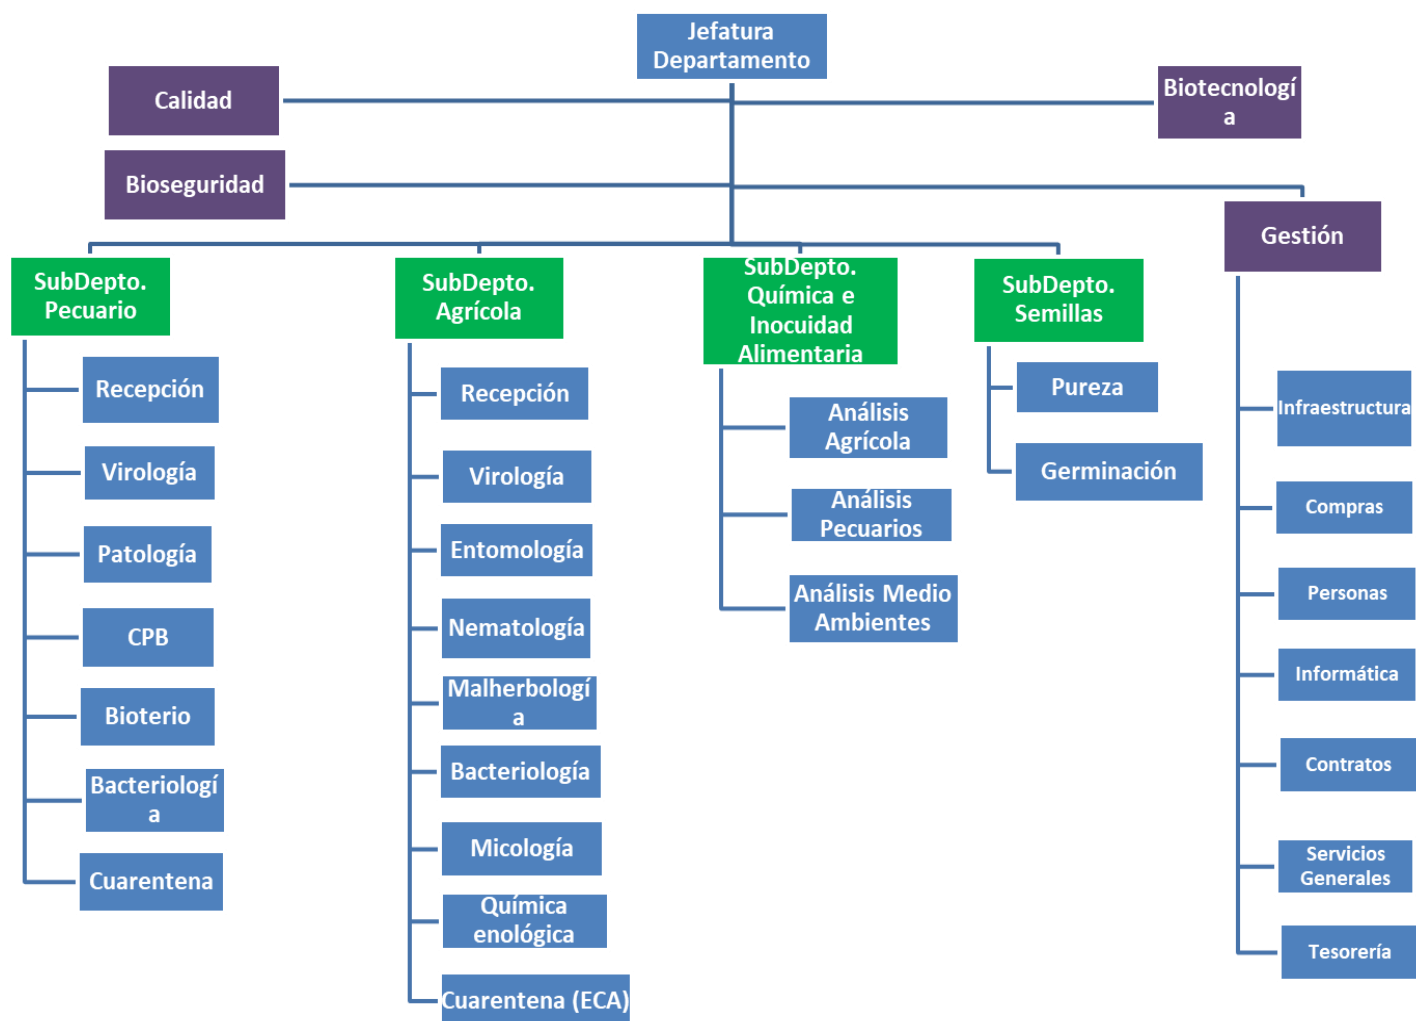 Jefatura
Departamento
Calidad
Biotecnologí
a
Bioseguridad
Gestión
SubDepto.
Pecuario
Recepción
Virología
Patología
CPB
Bioterio
Bacteriologí
a
Cuarentena
SubDepto.
Agrícola
Recepción
Virología
Entomología
Nematología
Malherbologí
a
Bacteriología
Micología
Química
enológica
Cuarentena (ECA)
SubDepto.
Química e
Inocuidad
Alimentaria
Análisis
Agrícola
Análisis
Pecuarios
Análisis Medio
Ambientes
SubDepto.
Semillas
Pureza
Germinación
Infraestructura
Compras
Personas
Informática
Contratos
Servicios
Generales
Tesorería